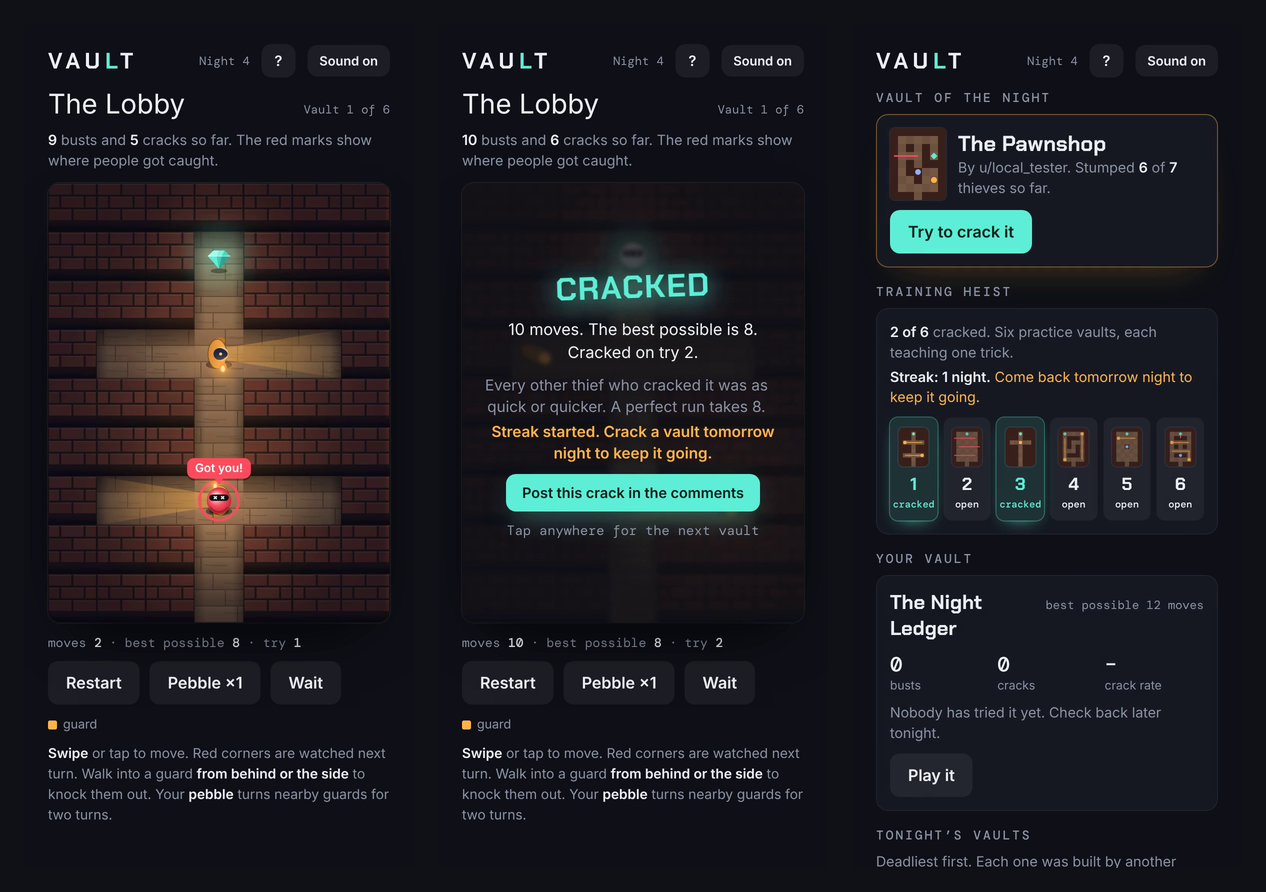 VAULT
Night 4
?
Sound on
The Lobby
Vault 1 of 6
9 busts and 5 cracks so far. The red marks show
where people got caught.
Got you!
moves 2 · best possible 8 · try 1
Restart
Pebble ×1
Wait
guard
Swipe or tap to move. Red corners are watched next
turn. Walk into a guard from behind or the side to
knock them out. Your pebble turns nearby guards for
two turns.
VAULT
Night 4
?
Sound on
The Lobby
Vault 1 of 6
10 busts and 6 cracks so far. The red marks show
where people got caught.
CRACKED
10 moves. The best possible is 8.
Cracked on try 2.
Every other thief who cracked it was as
quick or quicker. A perfect run takes 8.
Streak started. Crack a vault tomorrow
night to keep it going.
Post this crack in the comments
Tap anywhere for the next vault
moves 10 · best possible 8 · try 2
Restart
Pebble ×1
Wait
guard
Swipe or tap to move. Red corners are watched next
turn. Walk into a guard from behind or the side to
knock them out. Your pebble turns nearby guards for
two turns.
VAULT
Night 4
?
Sound on
VAULT OF THE NIGHT
The Pawnshop
By u/local_tester. Stumped 6 of 7
thieves so far.
Try to crack it
TRAINING HEIST
2 of 6 cracked. Six practice vaults, each
teaching one trick.
Streak: 1 night. Come back tomorrow night to
keep it going.
1 2 3 4 5 6
cracked open cracked open open open
YOUR VAULT
The Night
Ledger
best possible 12 moves
0 0 –
busts cracks crack rate
Nobody has tried it yet. Check back later
tonight.
Play it
TONIGHT'S VAULTS
Deadliest first. Each one was built by another